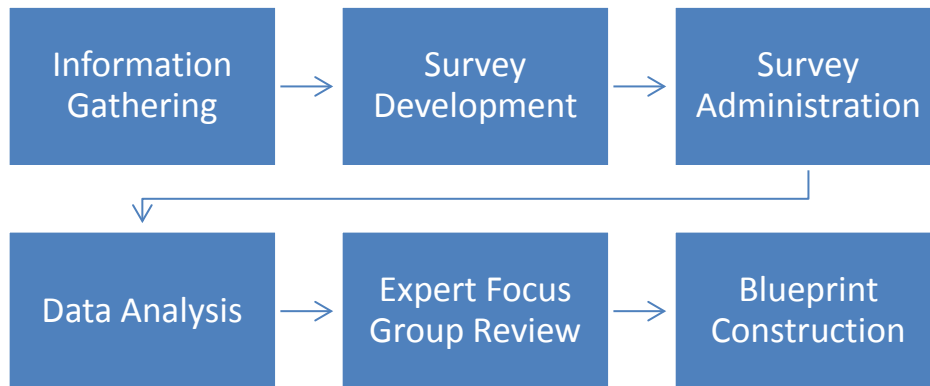 Information
Gathering
Survey
Development
Survey
Administration
Data Analysis
Expert Focus
Group Review
Blueprint
Construction